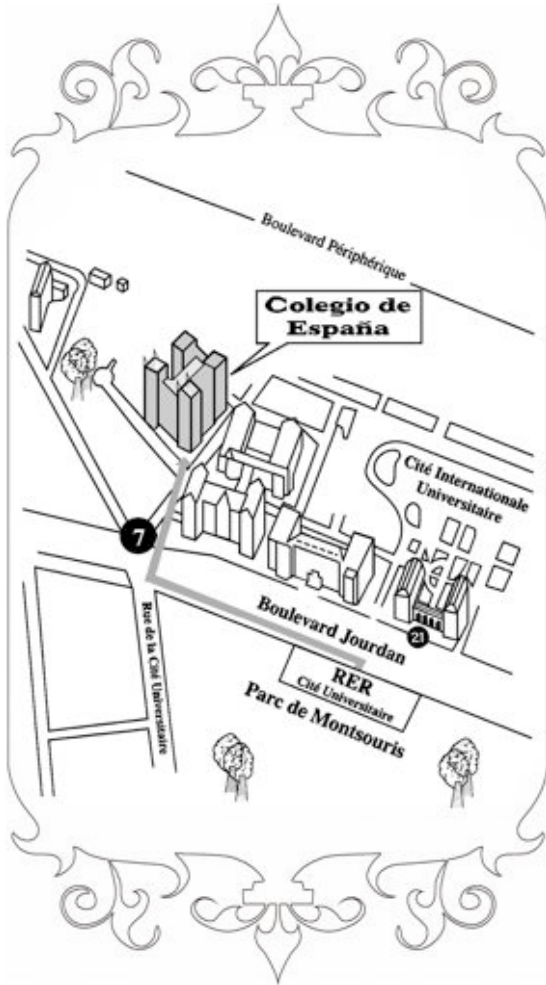 Boulevard Périphérique
Colegio de
España
Cité Internationale
Universitaire
7
21
Boulevard Jourdan
RER
Cité Universitaire
Parc de Montsouris
Rue de la Cité Universitaire